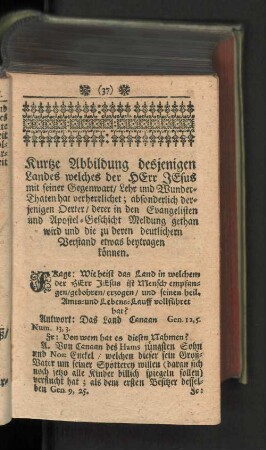 (37)
Kurtze Abbildung desjenigen
Landes welches der HErr JEsus
mit seiner Gegenwart/ Lehr und Wunder-
Thaten hat verherrlichet; absonderlich der-
jenigen Oerter/ derer in den Evangelisten
und Apostel-Geschicht Meldung gethan
wird und die zu deren deutlichern
Verstand etwas beytragen
können.
FRage: Wie heist das Land in welchem
der HErr JEsus ist Mensch empfan-
gen/gebohren/ erzogen/ und seinen heil.
Amts-und Lebens-Lauff vollführet
hat?
Antwort: Das Land Canaan Gen. 12, 5.
Num. 13, 3.
Fr: Von wem hat es diesen Nahmen?
A. Von Canaan des Hams jüngsten Sohn
und Noæ Enckel/ welchen dieser sein Groß-
Vater um seiner Spotterey willen (daran sich
noch jetzo alle Kinder billich spiegeln sollen)
verflucht hat; als dem ersten Besitzer dessel-
ben Gen. 9, 25.